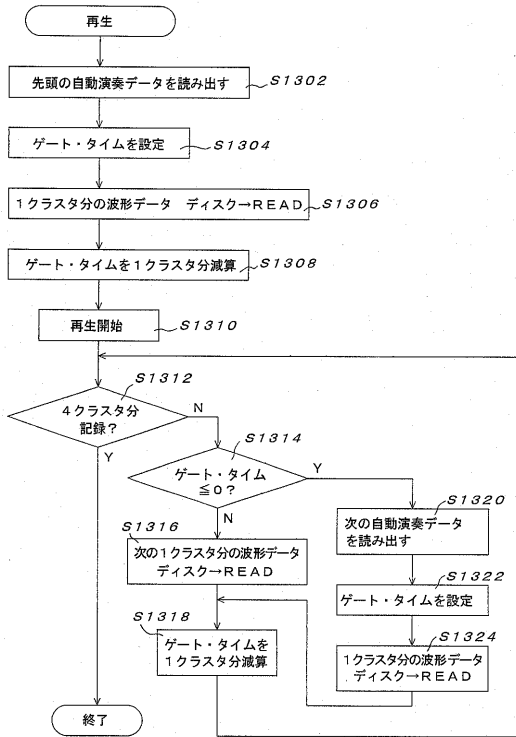 再生
先頭の自動演奏データを読み出す
S1302
ゲート・タイムを設定
S1304
1クラスタ分の波形データ　ディスク→READ
S1306
ゲート・タイムを1クラスタ分減算
S1308
再生開始
S1310
S1312
4クラスタ分
記録？
N
Y
S1314
ゲート・タイム
≦0？
Y
N
S1316
次の1クラスタ分の波形データ
ディスク→READ
S1318
ゲート・タイムを
1クラスタ分減算
S1320
次の自動演奏データ
を読み出す
S1322
ゲート・タイムを設定
S1324
1クラスタ分の波形データ
ディスク→READ
終了